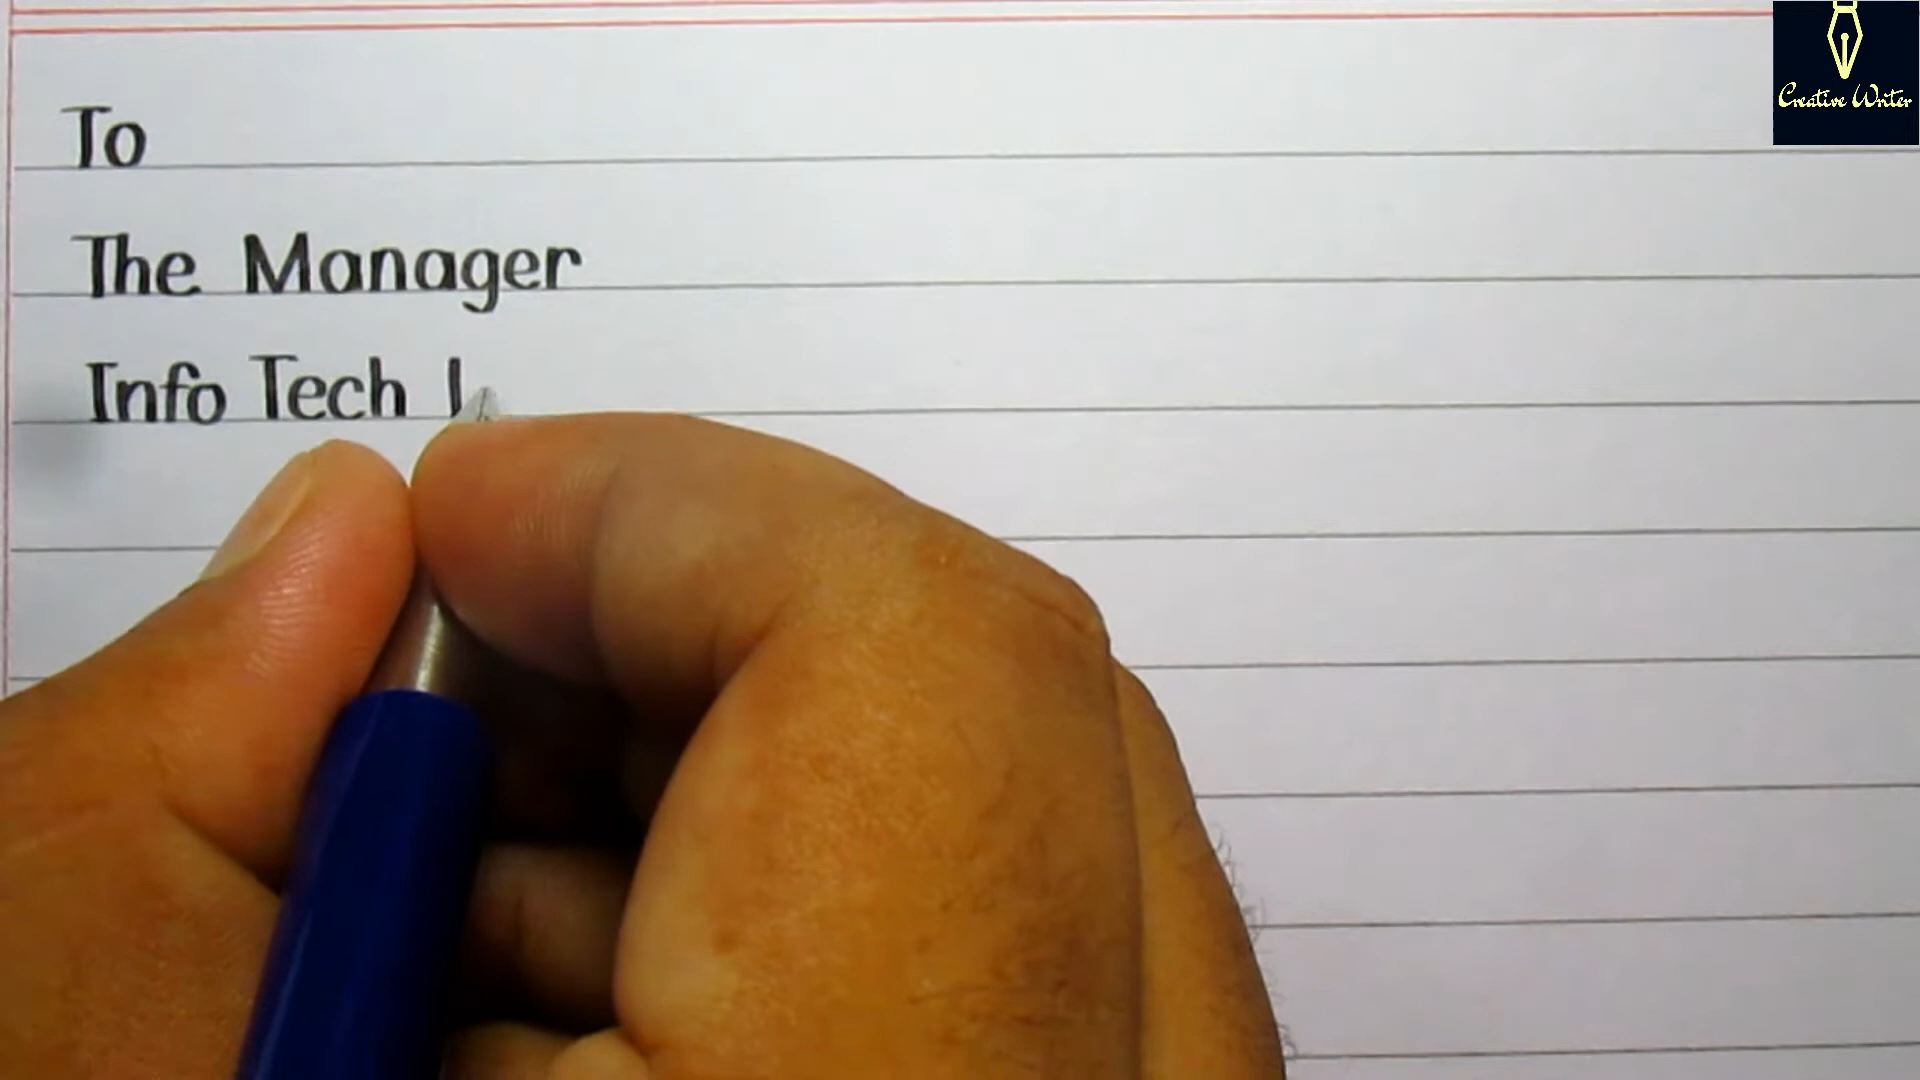 To
The Manager
Info Tech
Creative Writer